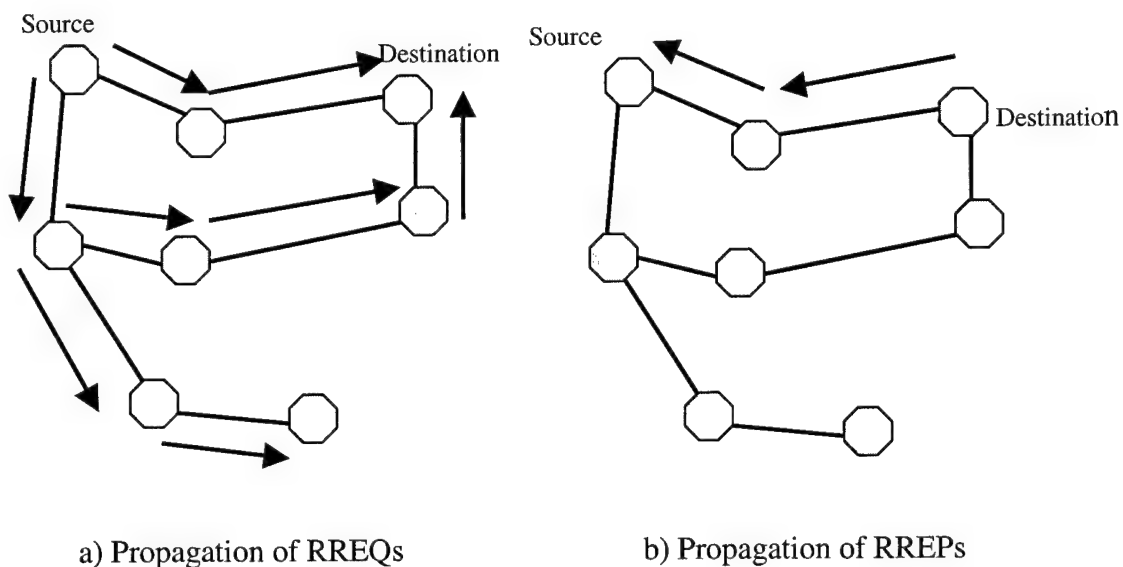 Source
Destination
Source
Destination
a) Propagation of RREQs
b) Propagation of RREPs